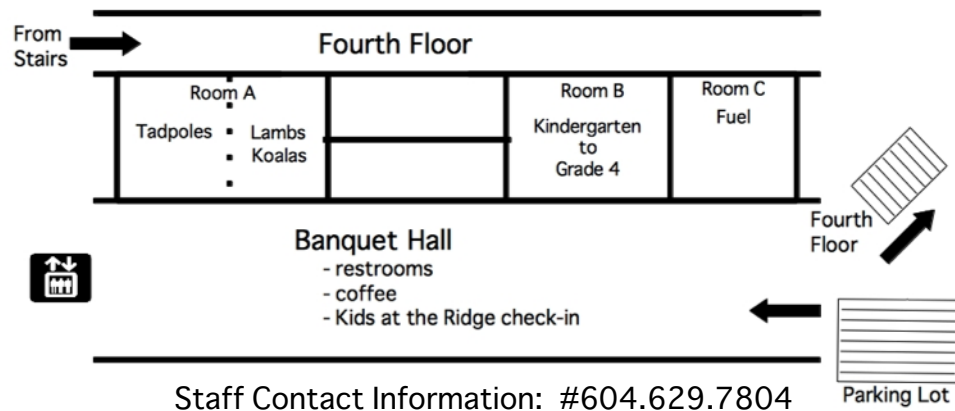 From
Stairs
Fourth Floor
Room A
Tadpoles
Lambs
Koalas
Room B
Kindergarten
to
Grade 4
Room C
Fuel
Fourth
Floor
Banquet Hall
- restrooms
- coffee
- Kids at the Ridge check-in
Parking Lot
Staff Contact Information: #604.629.7804